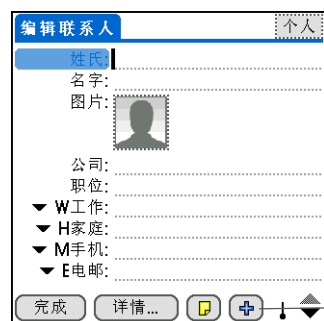 编辑联系人 个人
姓氏:
名字:
图片:
公司:
职位:
W工作:
H家庭:
M手机:
E电邮:
完成 详情...